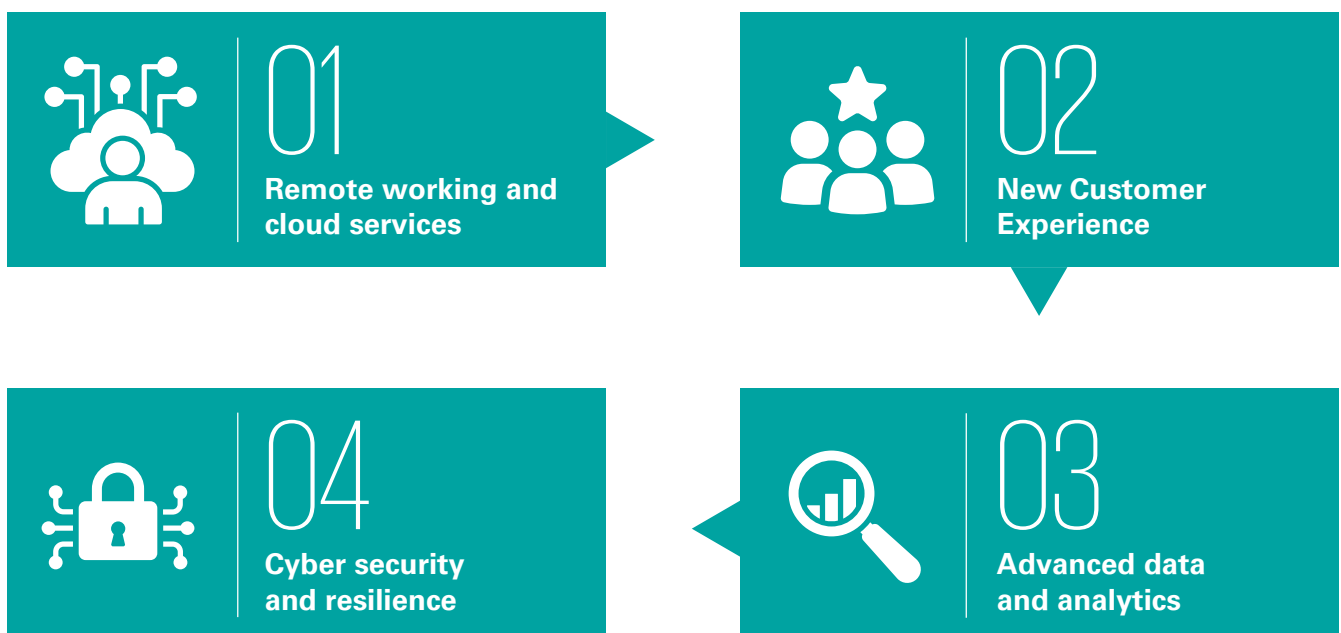 01
Remote working and
cloud services
02
New Customer
Experience
03
Advanced data
and analytics
04
Cyber security
and resilience